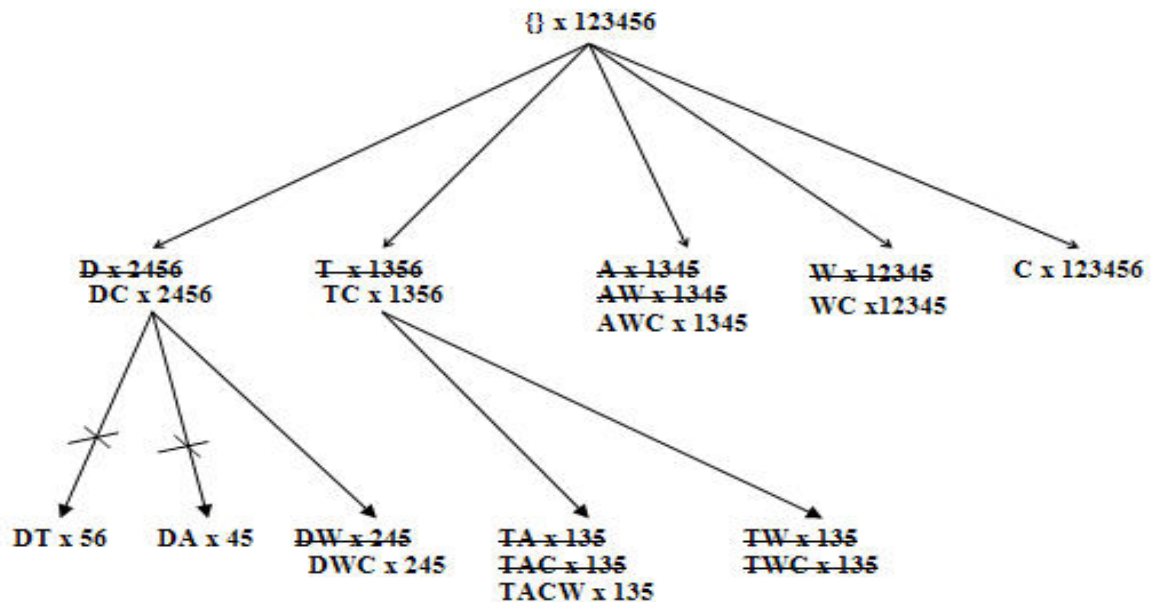 {} x 123456
D x 2456
DC x 2456
T x 1356
TC x 1356
A x 1345
AW x 1345
AWC x 1345
W x 12345
WC x12345
C x 123456
DT x 56
DA x 45
DW x 245
DWC x 245
TA x 135
TAC x 135
TACW x 135
TW x 135
TWC x 135